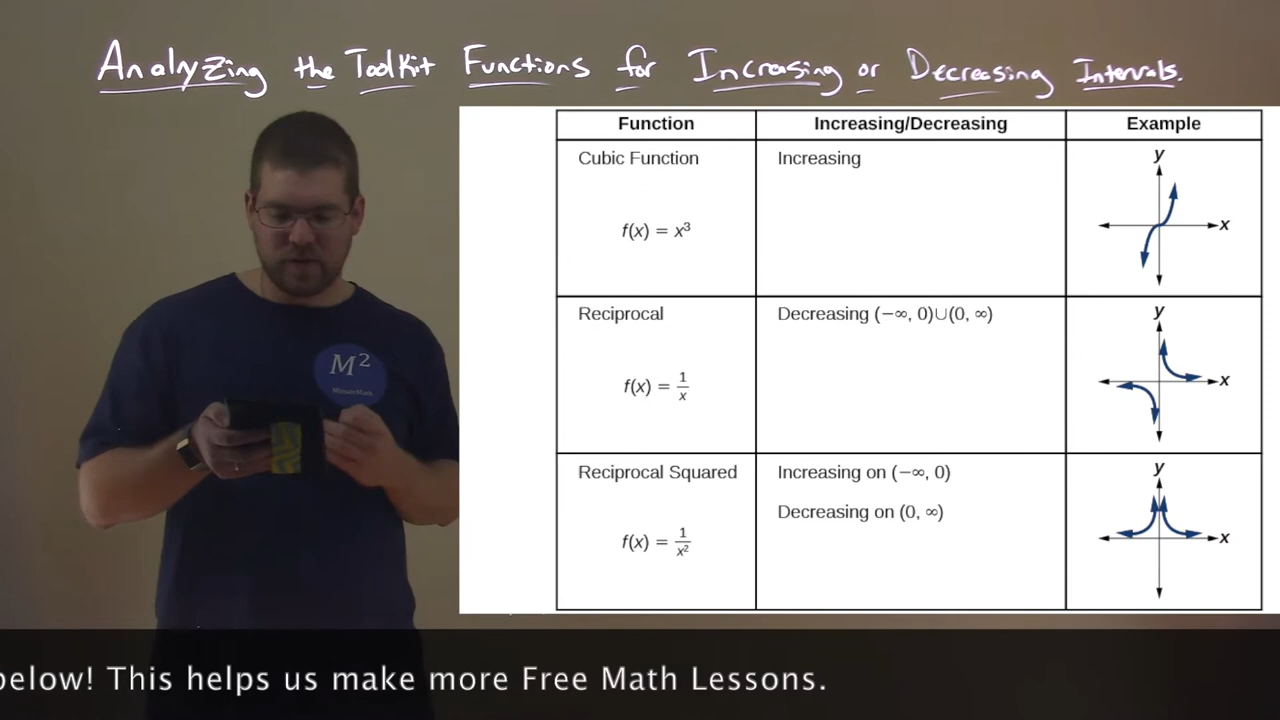 Analyzing the Toolkit Functions for Increasing or Decreasing Intervals.
Function Increasing/Decreasing Example
Cubic Function Increasing y
f(x) = x³ x
Reciprocal Decreasing (−∞, 0)∪(0, ∞) y
f(x) = 1/x x
Reciprocal Squared Increasing on (−∞, 0) y
Decreasing on (0, ∞)
f(x) = 1/x² x
M²
MinuteMath
below! This helps us make more Free Math Lessons.